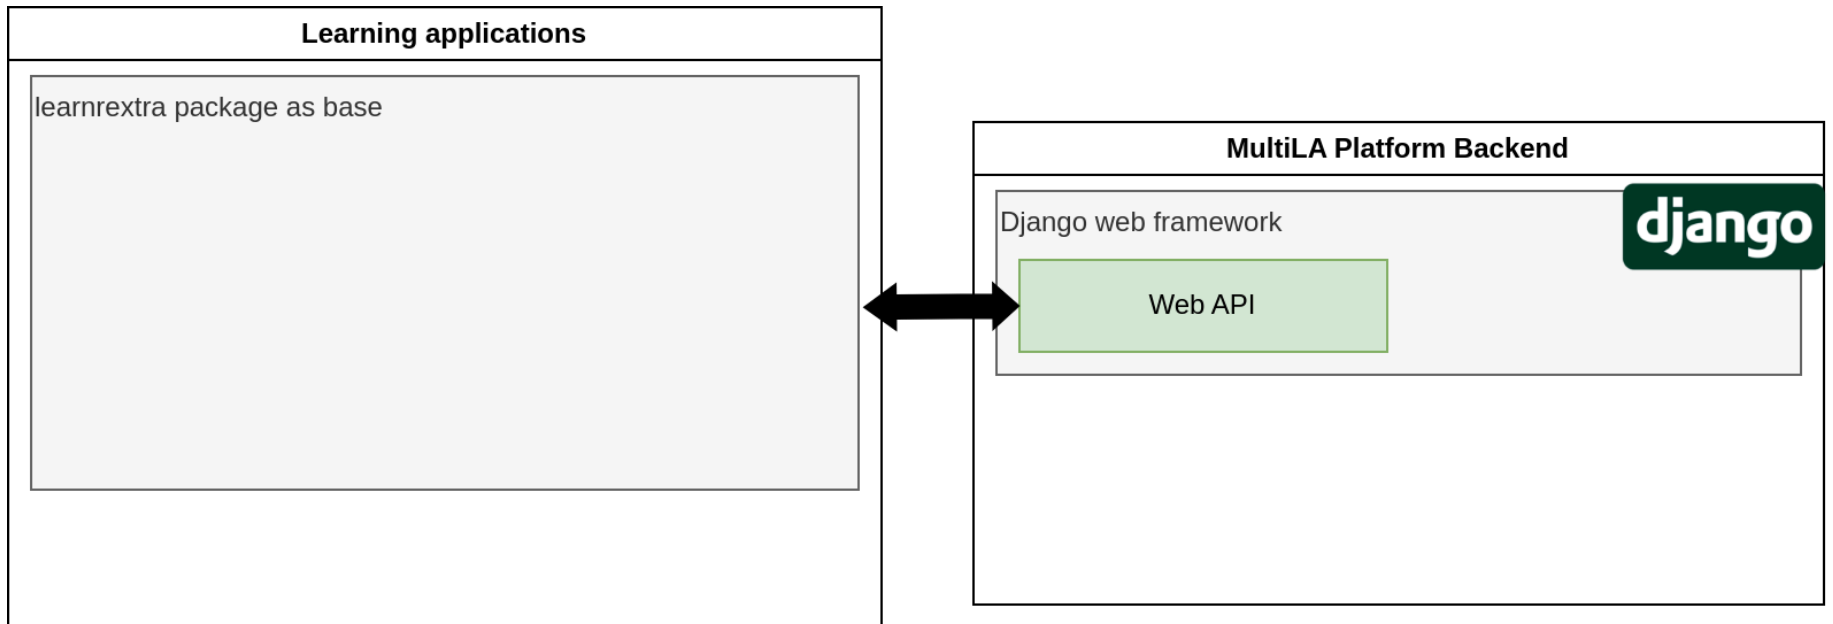 Learning applications
learnrextra package as base
MultiLA Platform Backend
Django web framework
django
Web API